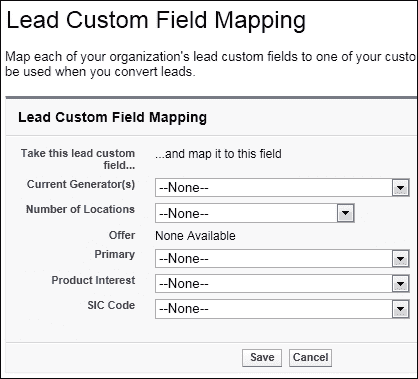 Lead Custom Field Mapping
Map each of your organization's lead custom fields to one of your custo
be used when you convert leads.
Lead Custom Field Mapping
Take this lead custom field... ...and map it to this field
Current Generator(s) --None--
Number of Locations --None--
Offer None Available
Primary --None--
Product Interest --None--
SIC Code --None--
Save Cancel